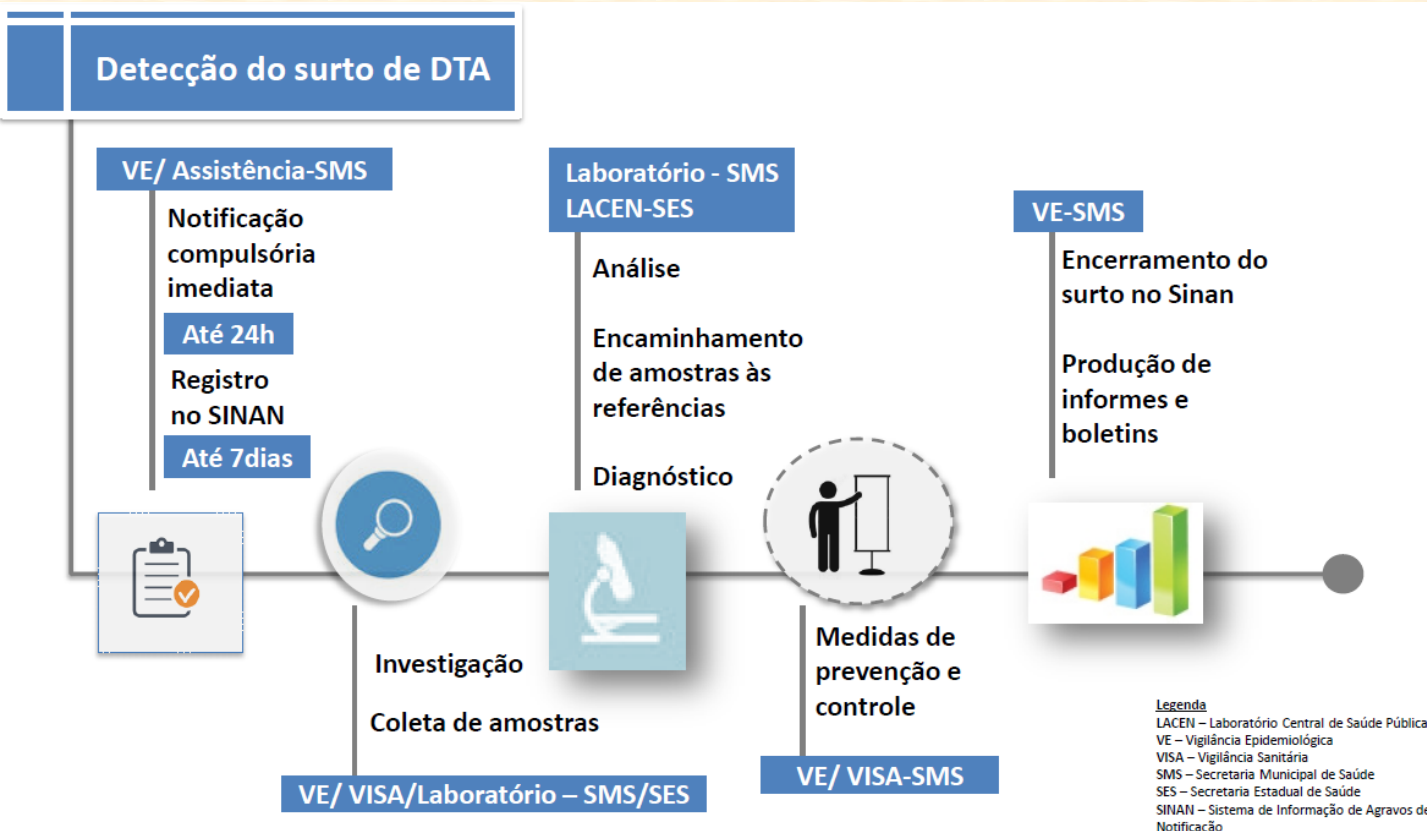 Detecção do surto de DTA
VE/ Assistência-SMS
Notificação
compulsória
imediata
Até 24h
Registro
no SINAN
Até 7dias
Investigação
Coleta de amostras
VE/ VISA/Laboratório – SMS/SES
Laboratório - SMS
LACEN-SES
Análise
Encaminhamento
de amostras às
referências
Diagnóstico
Medidas de
prevenção e
controle
VE/ VISA-SMS
VE-SMS
Encerramento do
surto no Sinan
Produção de
informes e
boletins
Legenda
LACEN – Laboratório Central de Saúde Pública
VE – Vigilância Epidemiológica
VISA – Vigilância Sanitária
SMS – Secretaria Municipal de Saúde
SES – Secretaria Estadual de Saúde
SINAN – Sistema de Informação de Agravos de
Notificação